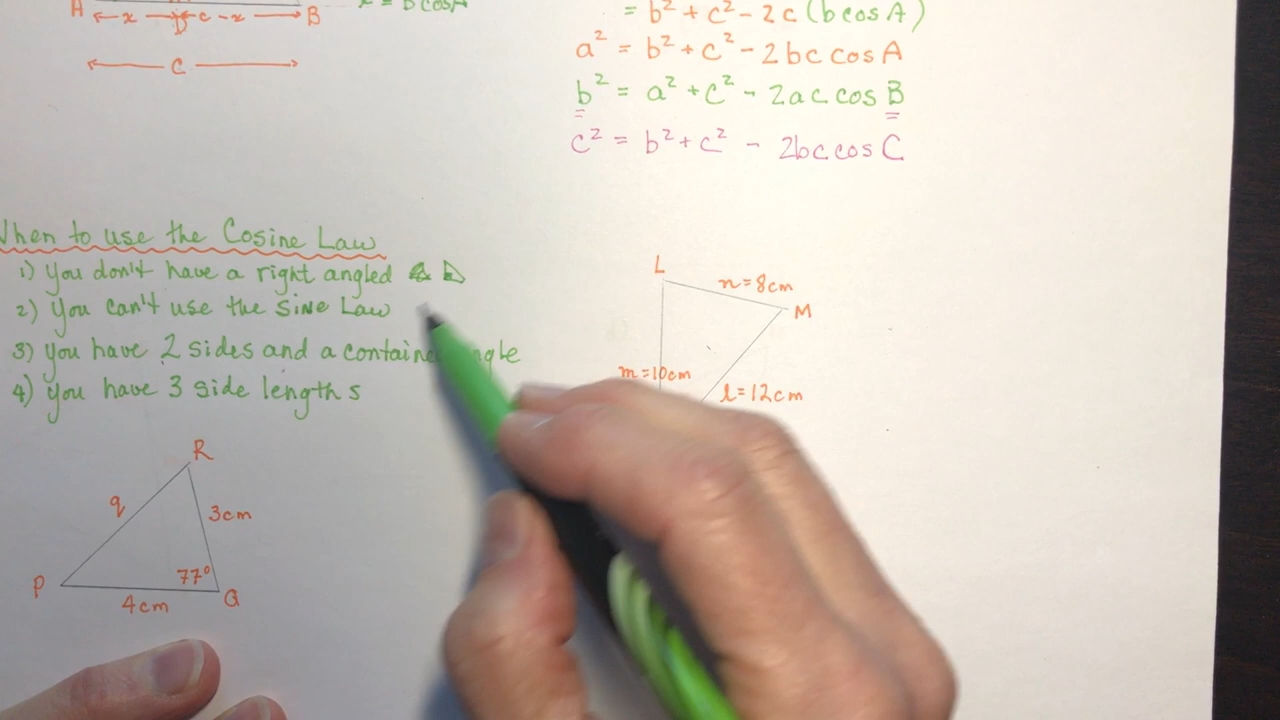 x = b cos A
A x D c - x B
c
= b² + c² - 2c (b cos A)
a² = b² + c² - 2bc cos A
b² = a² + c² - 2ac cos B
c² = b² + c² - 2bc cos C
When to use the Cosine Law
1) You don't have a right angled
2) You can't use the Sine Law
3) you have 2 sides and a contained angle
4) you have 3 side lengths
L
n = 8cm
M
m = 10cm
l = 12cm
R
q
3cm
77°
P
4cm
Q